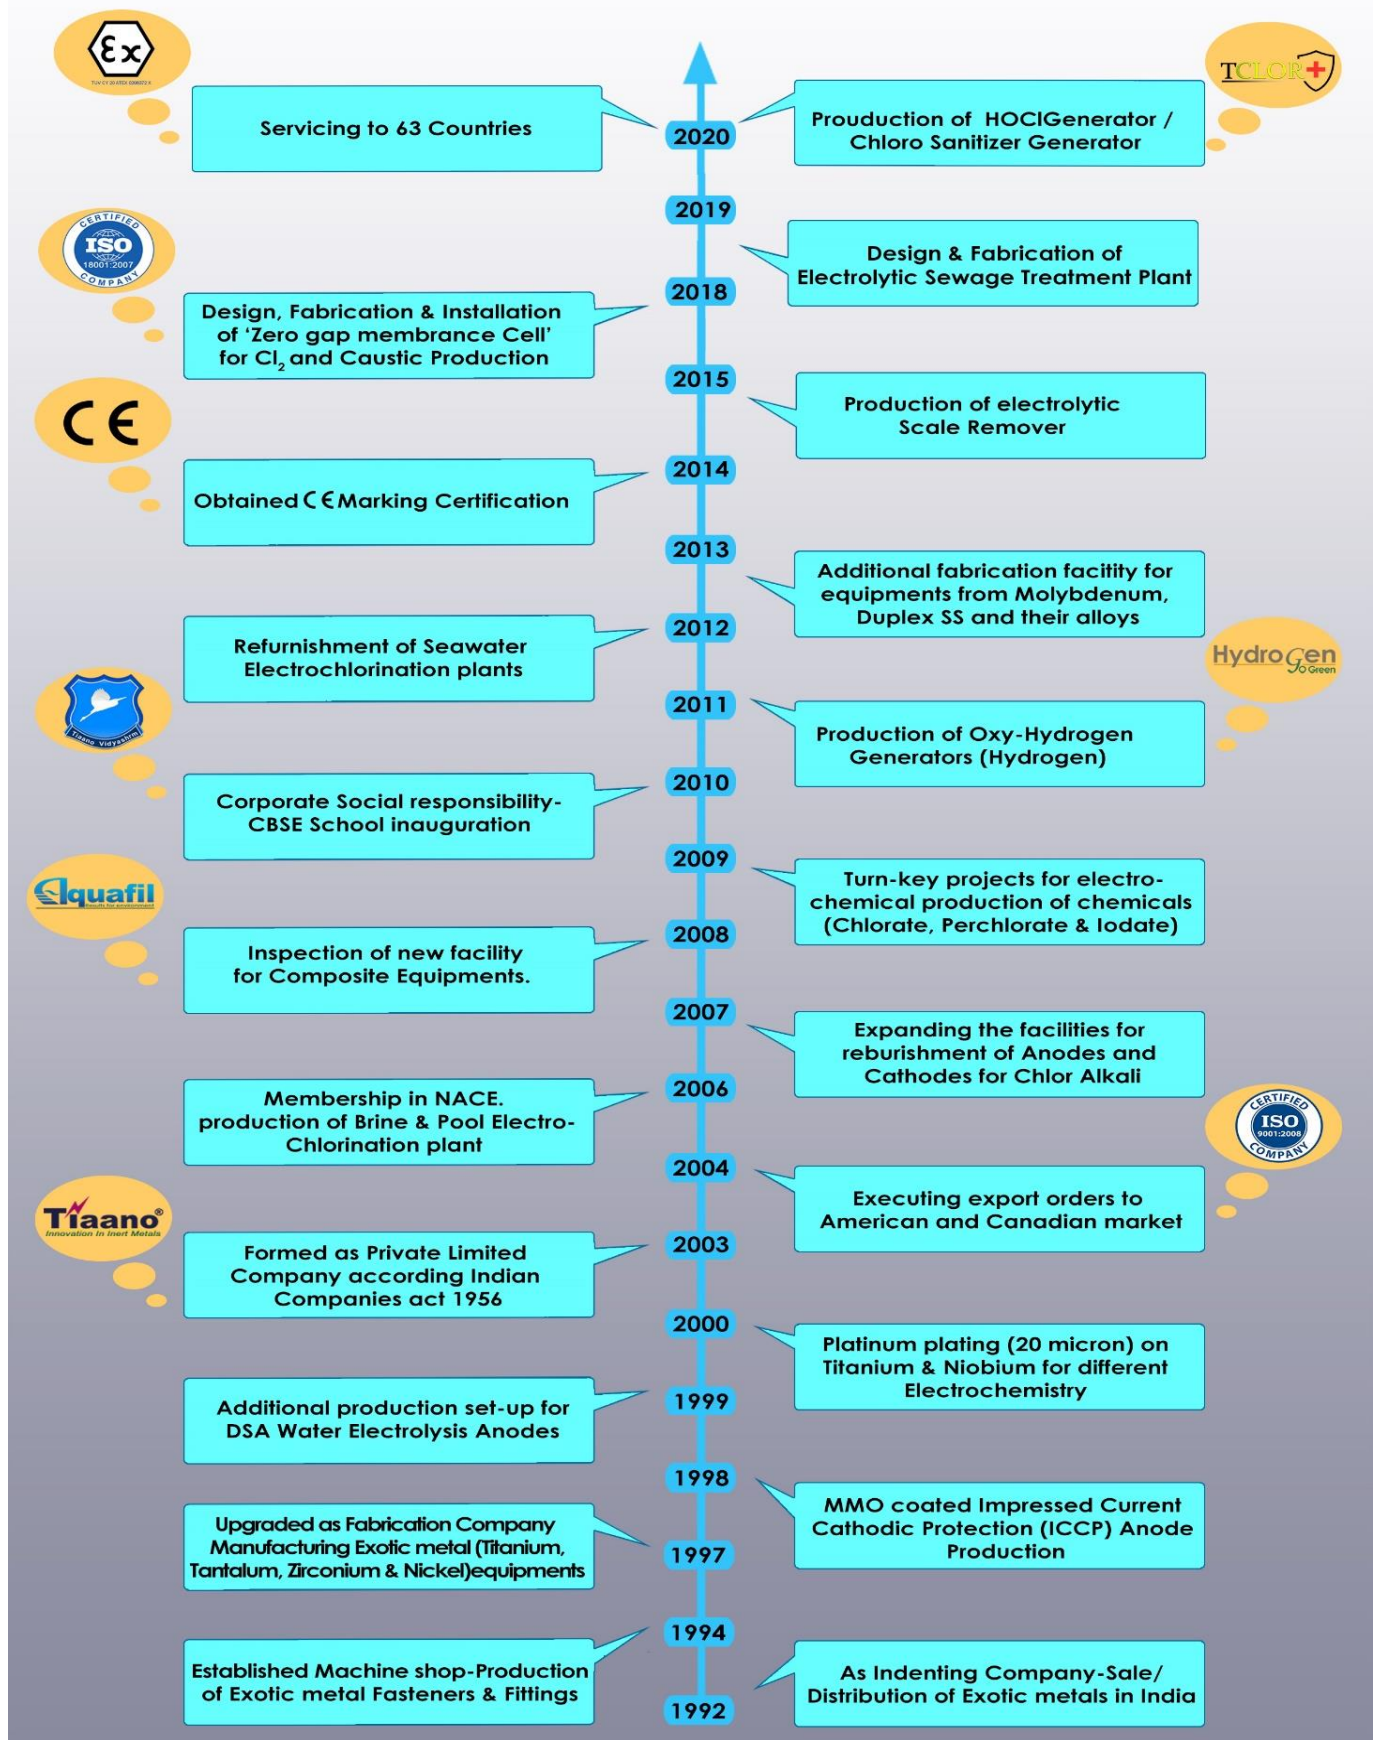 Ex
TCLOR+
Servicing to 63 Countries
2020
Prouduction of HOClGenerator /
Chloro Sanitizer Generator
2019
CERTIFIED
ISO
18001:2007
COMPANY
Design & Fabrication of
Electrolytic Sewage Treatment Plant
2018
Design, Fabrication & Installation
of ‘Zero gap membrance Cell’
for Cl₂ and Caustic Production
2015
Production of electrolytic
Scale Remover
CE
2014
Obtained CE Marking Certification
2013
Additional fabrication facitity for
equipments from Molybdenum,
Duplex SS and their alloys
2012
Refurnishment of Seawater
Electrochlorination plants
HydroGen
GO Green
Tiaano Vidyashrm
2011
Production of Oxy-Hydrogen
Generators (Hydrogen)
2010
Corporate Social responsibility-
CBSE School inauguration
2009
Turn-key projects for electro-
chemical production of chemicals
(Chlorate, Perchlorate & Iodate)
Aquafil
Results for environment
2008
Inspection of new facility
for Composite Equipments.
2007
Expanding the facilities for
reburishment of Anodes and
Cathodes for Chlor Alkali
2006
Membership in NACE.
production of Brine & Pool Electro-
Chlorination plant
CERTIFIED
ISO
9001:2008
COMPANY
2004
Executing export orders to
American and Canadian market
Tiaano®
Innovation In Inert Metals
2003
Formed as Private Limited
Company according Indian
Companies act 1956
2000
Platinum plating (20 micron) on
Titanium & Niobium for different
Electrochemistry
1999
Additional production set-up for
DSA Water Electrolysis Anodes
1998
MMO coated Impressed Current
Cathodic Protection (ICCP) Anode
Production
Upgraded as Fabrication Company
Manufacturing Exotic metal (Titanium,
Tantalum, Zirconium & Nickel)equipments
1997
1994
Established Machine shop-Production
of Exotic metal Fasteners & Fittings
As Indenting Company-Sale/
Distribution of Exotic metals in India
1992